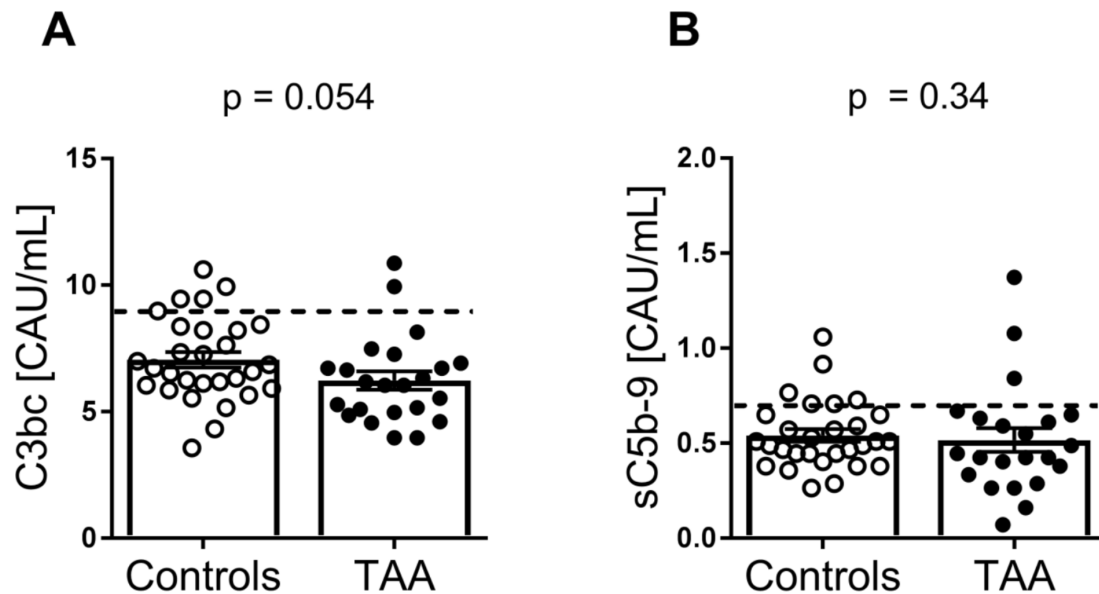 A
p = 0.054
C3bc [CAU/mL]
15
10
5
0
Controls
TAA
B
p = 0.34
sC5b-9 [CAU/mL]
2.0
1.5
1.0
0.5
0.0
Controls
TAA